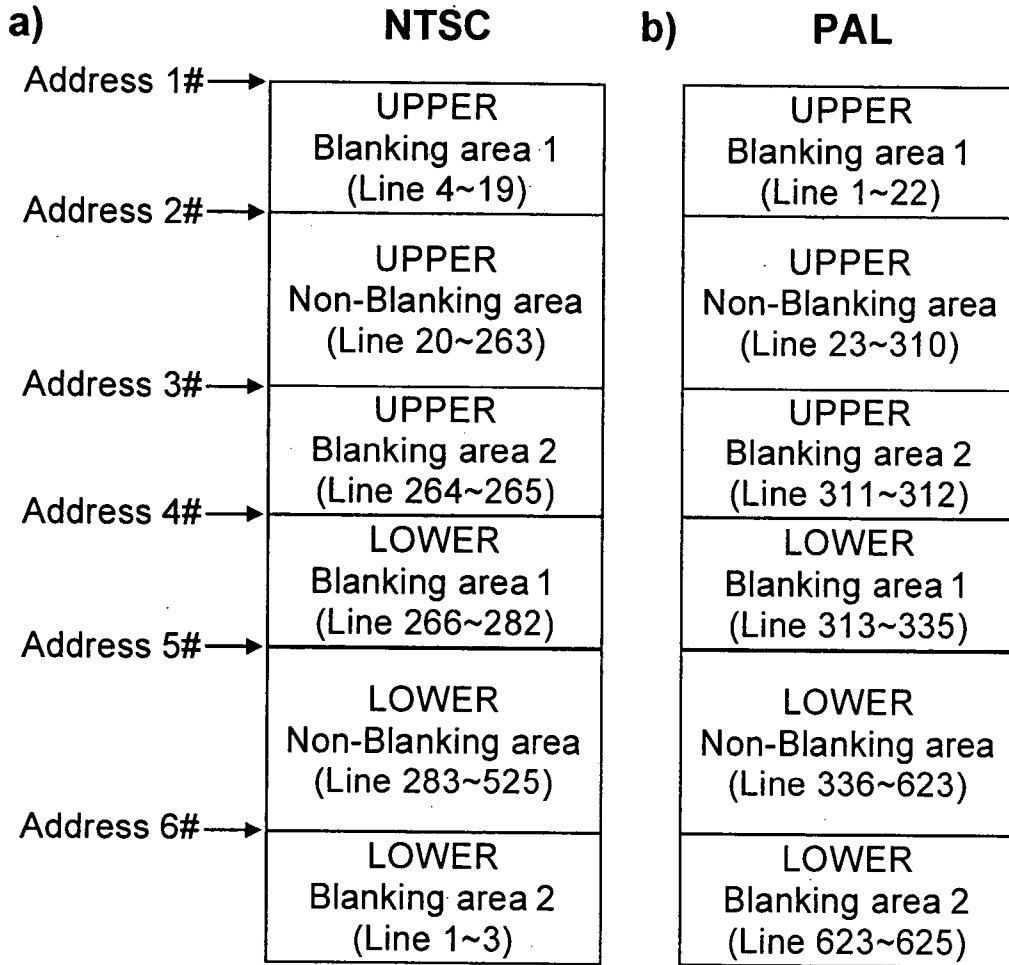 a) NTSC
Address 1#
UPPER
Blanking area 1
(Line 4~19)
Address 2#
UPPER
Non-Blanking area
(Line 20~263)
Address 3#
UPPER
Blanking area 2
(Line 264~265)
Address 4#
LOWER
Blanking area 1
(Line 266~282)
Address 5#
LOWER
Non-Blanking area
(Line 283~525)
Address 6#
LOWER
Blanking area 2
(Line 1~3)
b) PAL
UPPER
Blanking area 1
(Line 1~22)
UPPER
Non-Blanking area
(Line 23~310)
UPPER
Blanking area 2
(Line 311~312)
LOWER
Blanking area 1
(Line 313~335)
LOWER
Non-Blanking area
(Line 336~623)
LOWER
Blanking area 2
(Line 623~625)